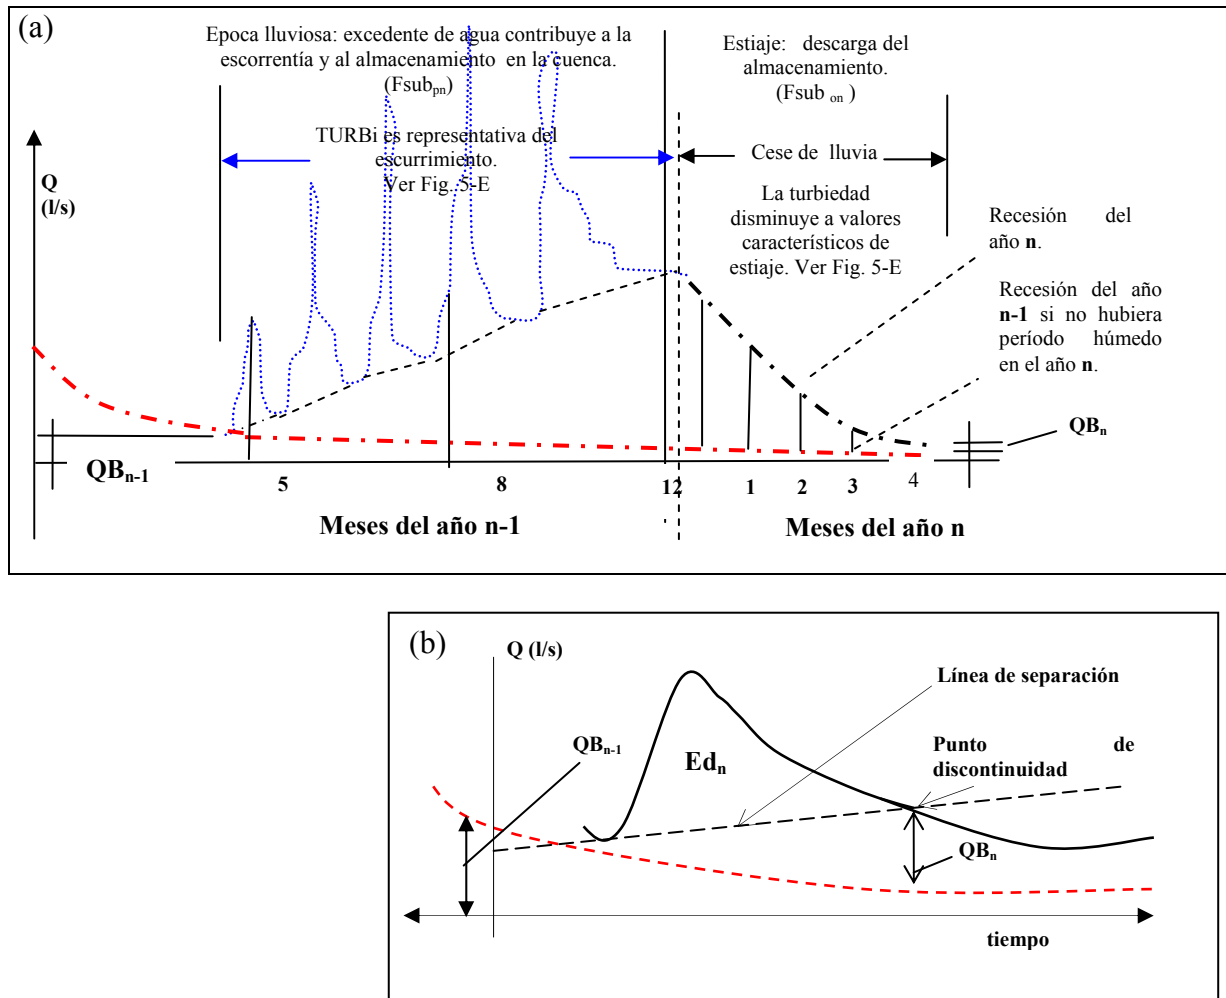 (a)
Epoca lluviosa: excedente de agua contribuye a la
escorrentía y al almacenamiento en la cuenca.
(Fsub pn)
Estiaje: descarga del
almacenamiento.
(Fsub on )
TURBi es representativa del
escurrimiento.
Ver Fig. 5-E
Cese de lluvia
Q
(l/s)
La turbiedad
disminuye a valores
característicos de
estiaje. Ver Fig. 5-E
Recesión del
año n.
Recesión del año
n-1 si no hubiera
período húmedo
en el año n.
QBn
QBn-1
5
8
12
1
2
3
4
Meses del año n-1
Meses del año n
(b)
Q (l/s)
Línea de separación
QBn-1
Edn
Punto de
discontinuidad
QBn
tiempo